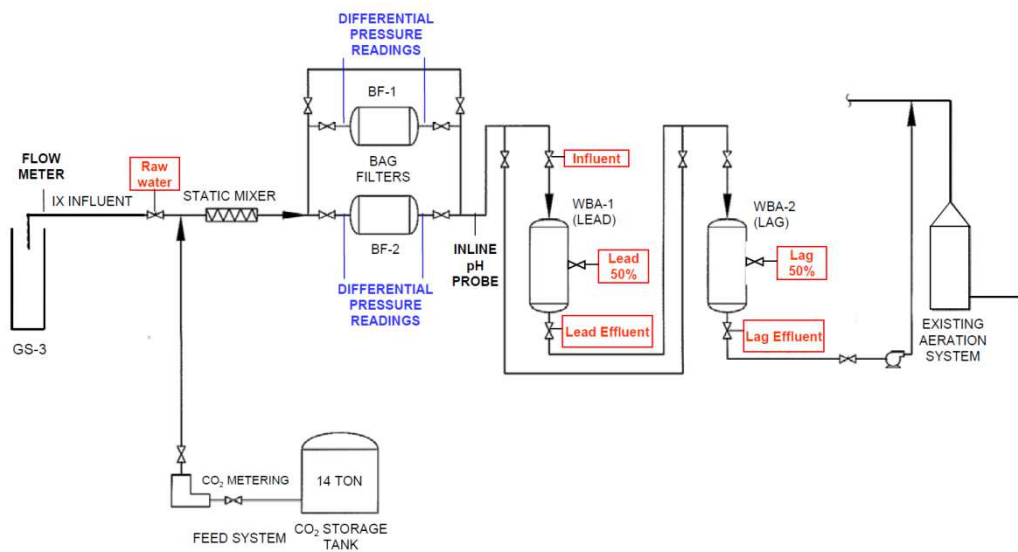 DIFFERENTIAL
PRESSURE
READINGS
BF-1
BAG
FILTERS
FLOW
METER
Raw
water
IX INFLUENT
STATIC MIXER
BF-2
INLINE
pH
PROBE
DIFFERENTIAL
PRESSURE
READINGS
GS-3
Influent
WBA-1
(LEAD)
Lead
50%
Lead Effluent
WBA-2
(LAG)
Lag
50%
Lag Effluent
EXISTING
AERATION
SYSTEM
CO₂ METERING
14 TON
FEED SYSTEM
CO₂ STORAGE
TANK